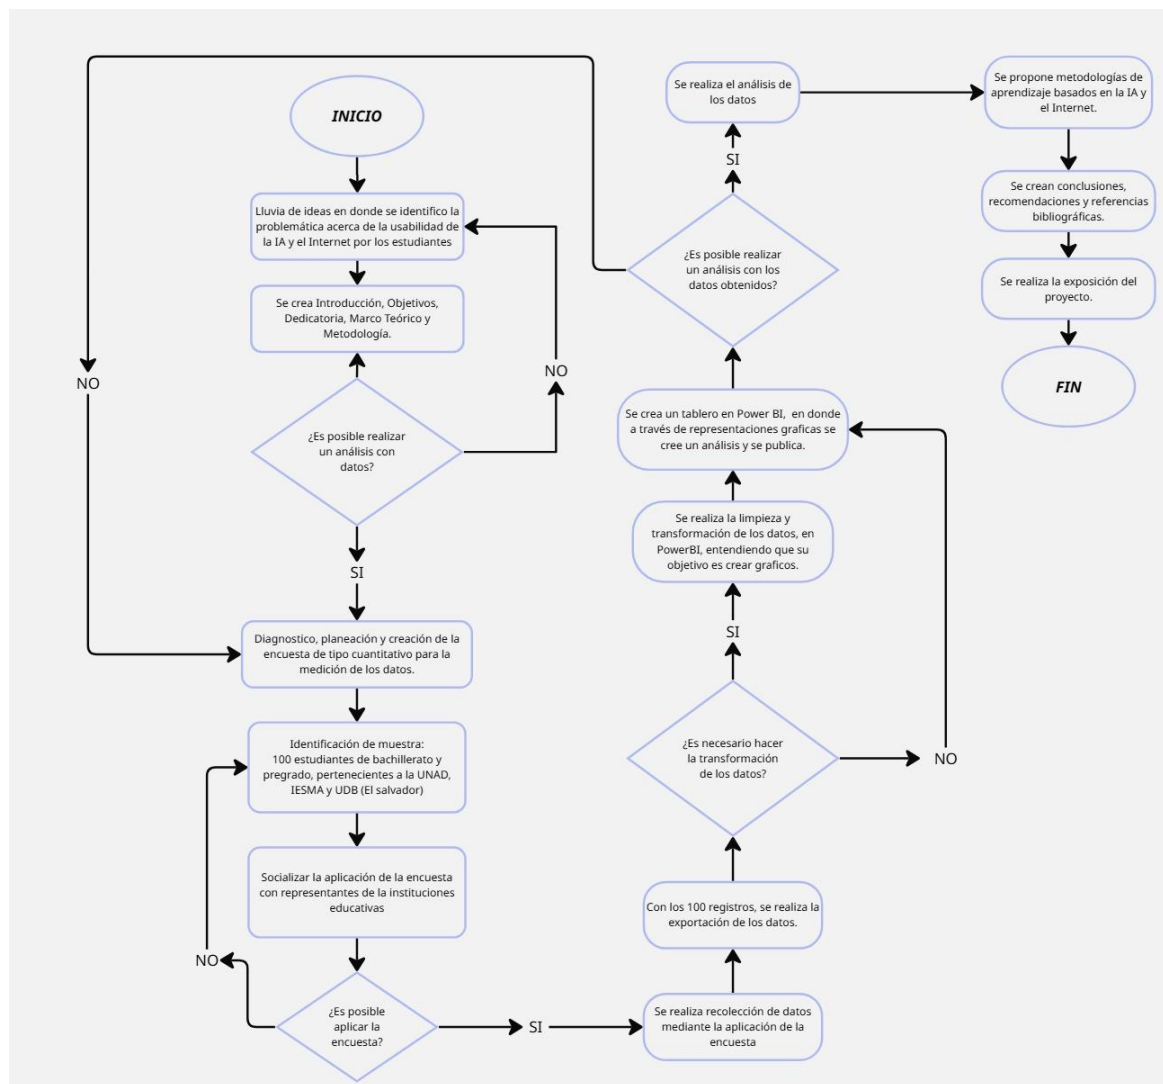 INICIO
Lluvia de ideas en donde se identifico la
problemática acerca de la usabilidad de
la IA y el Internet por los estudiantes
Se crea Introducción, Objetivos,
Dedicatoria, Marco Teórico y
Metodología.
¿Es posible realizar
un análisis con
datos?
NO
SI
NO
Diagnostico, planeación y creación de la
encuesta de tipo cuantitativo para la
medición de los datos.
Identificación de muestra:
100 estudiantes de bachillerato y
pregrado, pertenecientes a la UNAD,
IESMA y UDB (El salvador)
Socializar la aplicación de la encuesta
con representantes de la instituciones
educativas
NO
¿Es posible
aplicar la
encuesta?
SI
Se realiza recolección de datos
mediante la aplicación de la
encuesta
Con los 100 registros, se realiza la
exportación de los datos.
¿Es necesario hacer
la transformación
de los datos?
NO
SI
Se realiza la limpieza y
transformación de los datos, en
PowerBI, entendiendo que su
objetivo es crear graficos.
Se crea un tablero en Power BI, en donde
a través de representaciones graficas se
cree un análisis y se publica.
¿Es posible realizar
un análisis con los
datos obtenidos?
SI
Se realiza el análisis de
los datos
Se propone metodologías de
aprendizaje basados en la IA y
el Internet.
Se crean conclusiones,
recomendaciones y referencias
bibliográficas.
Se realiza la exposición del
proyecto.
FIN